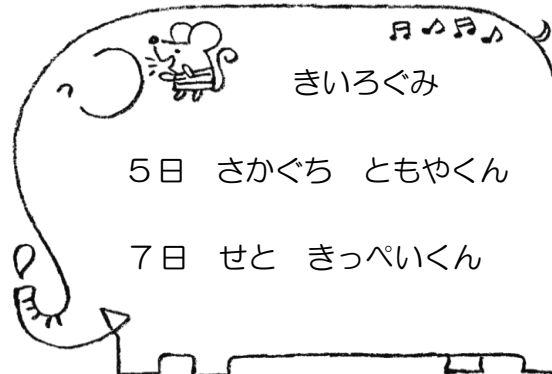 きいろぐみ
5日　さかぐち　ともやくん
7日　せと　きっぺいくん